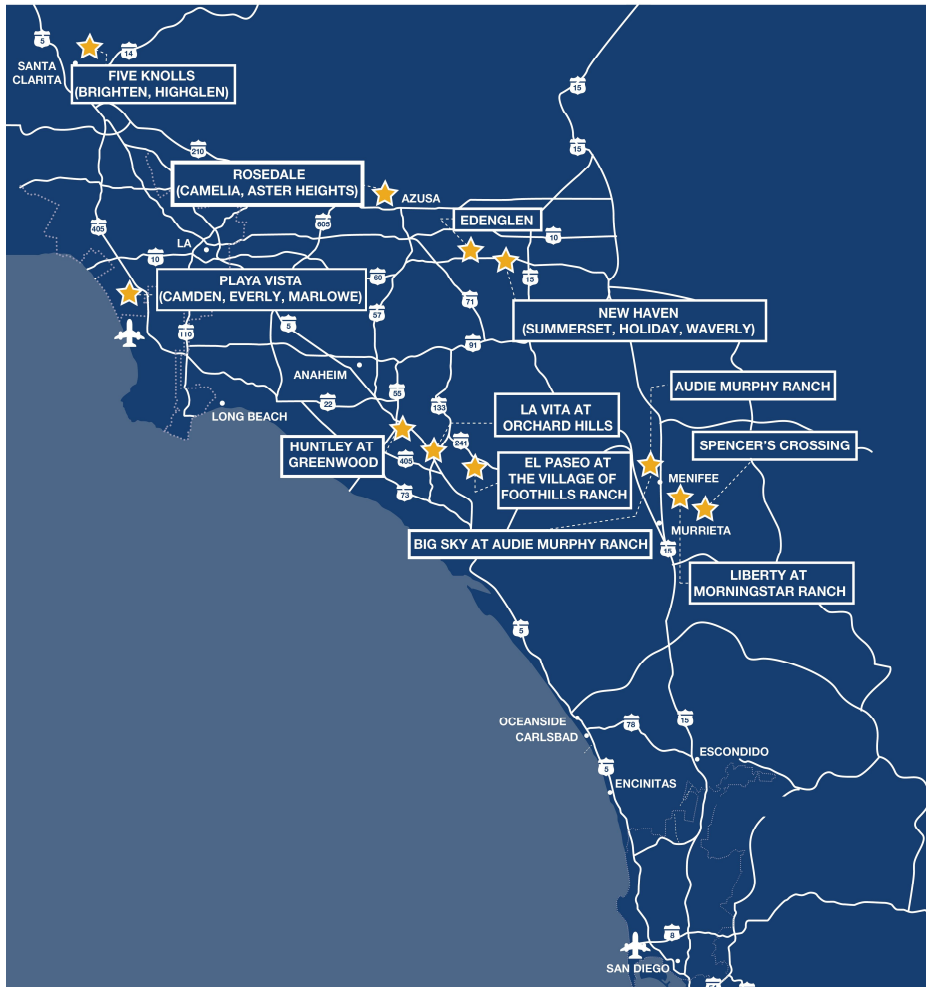 5
14
SANTA
CLARITA
FIVE KNOLLS
(BRIGHTEN, HIGHGLEN)
15
15
210
ROSEDALE
(CAMELIA, ASTER HEIGHTS)
AZUSA
605
EDENGLEN
405
LA
10
10
60
15
PLAYA VISTA
(CAMDEN, EVERLY, MARLOWE)
71
57
NEW HAVEN
(SUMMERSET, HOLIDAY, WAVERLY)
5
110
91
ANAHEIM
AUDIE MURPHY RANCH
55
22
133
LONG BEACH
LA VITA AT
ORCHARD HILLS
241
SPENCER'S CROSSING
HUNTLEY AT
GREENWOOD
405
EL PASEO AT
THE VILLAGE OF
FOOTHILLS RANCH
73
MENIFEE
MURRIETA
BIG SKY AT AUDIE MURPHY RANCH
15
LIBERTY AT
MORNINGSTAR RANCH
5
OCEANSIDE
CARLSBAD
78
15
ESCONDIDO
5
ENCINITAS
8
SAN DIEGO